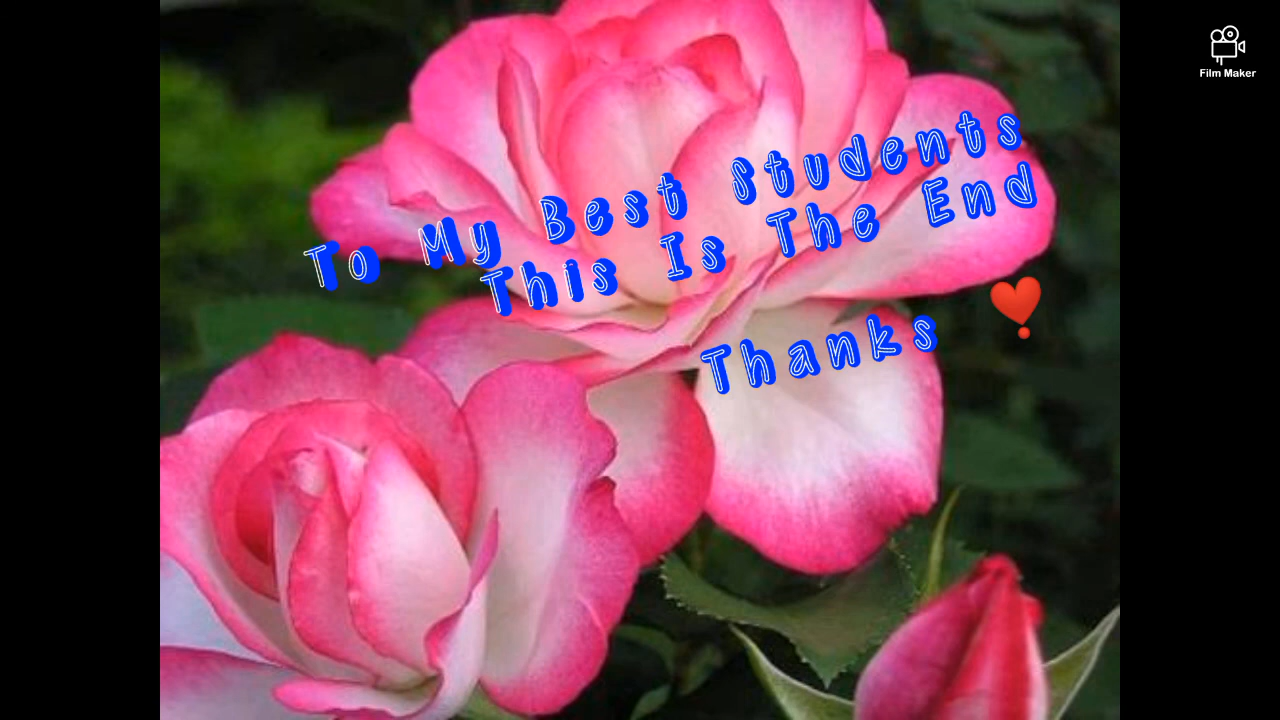 Film Maker
To My Best Students
This Is The End
Thanks ❣